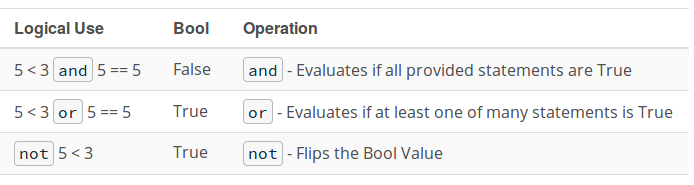 Logical Use Bool Operation
5 < 3 and 5 == 5 False and - Evaluates if all provided statements are True
5 < 3 or 5 == 5 True or - Evaluates if at least one of many statements is True
not 5 < 3 True not - Flips the Bool Value